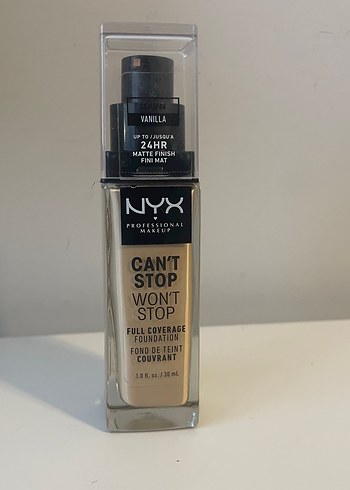 VANILLA
UP TO / JUSQU'À
24HR
MATTE FINISH
FINI MAT
NYX
PROFESSIONAL
MAKEUP
CAN'T
STOP
WON'T
STOP
FULL COVERAGE
FOUNDATION
FOND DE TEINT
COUVRANT
1.0 fl. oz. / 30 mL